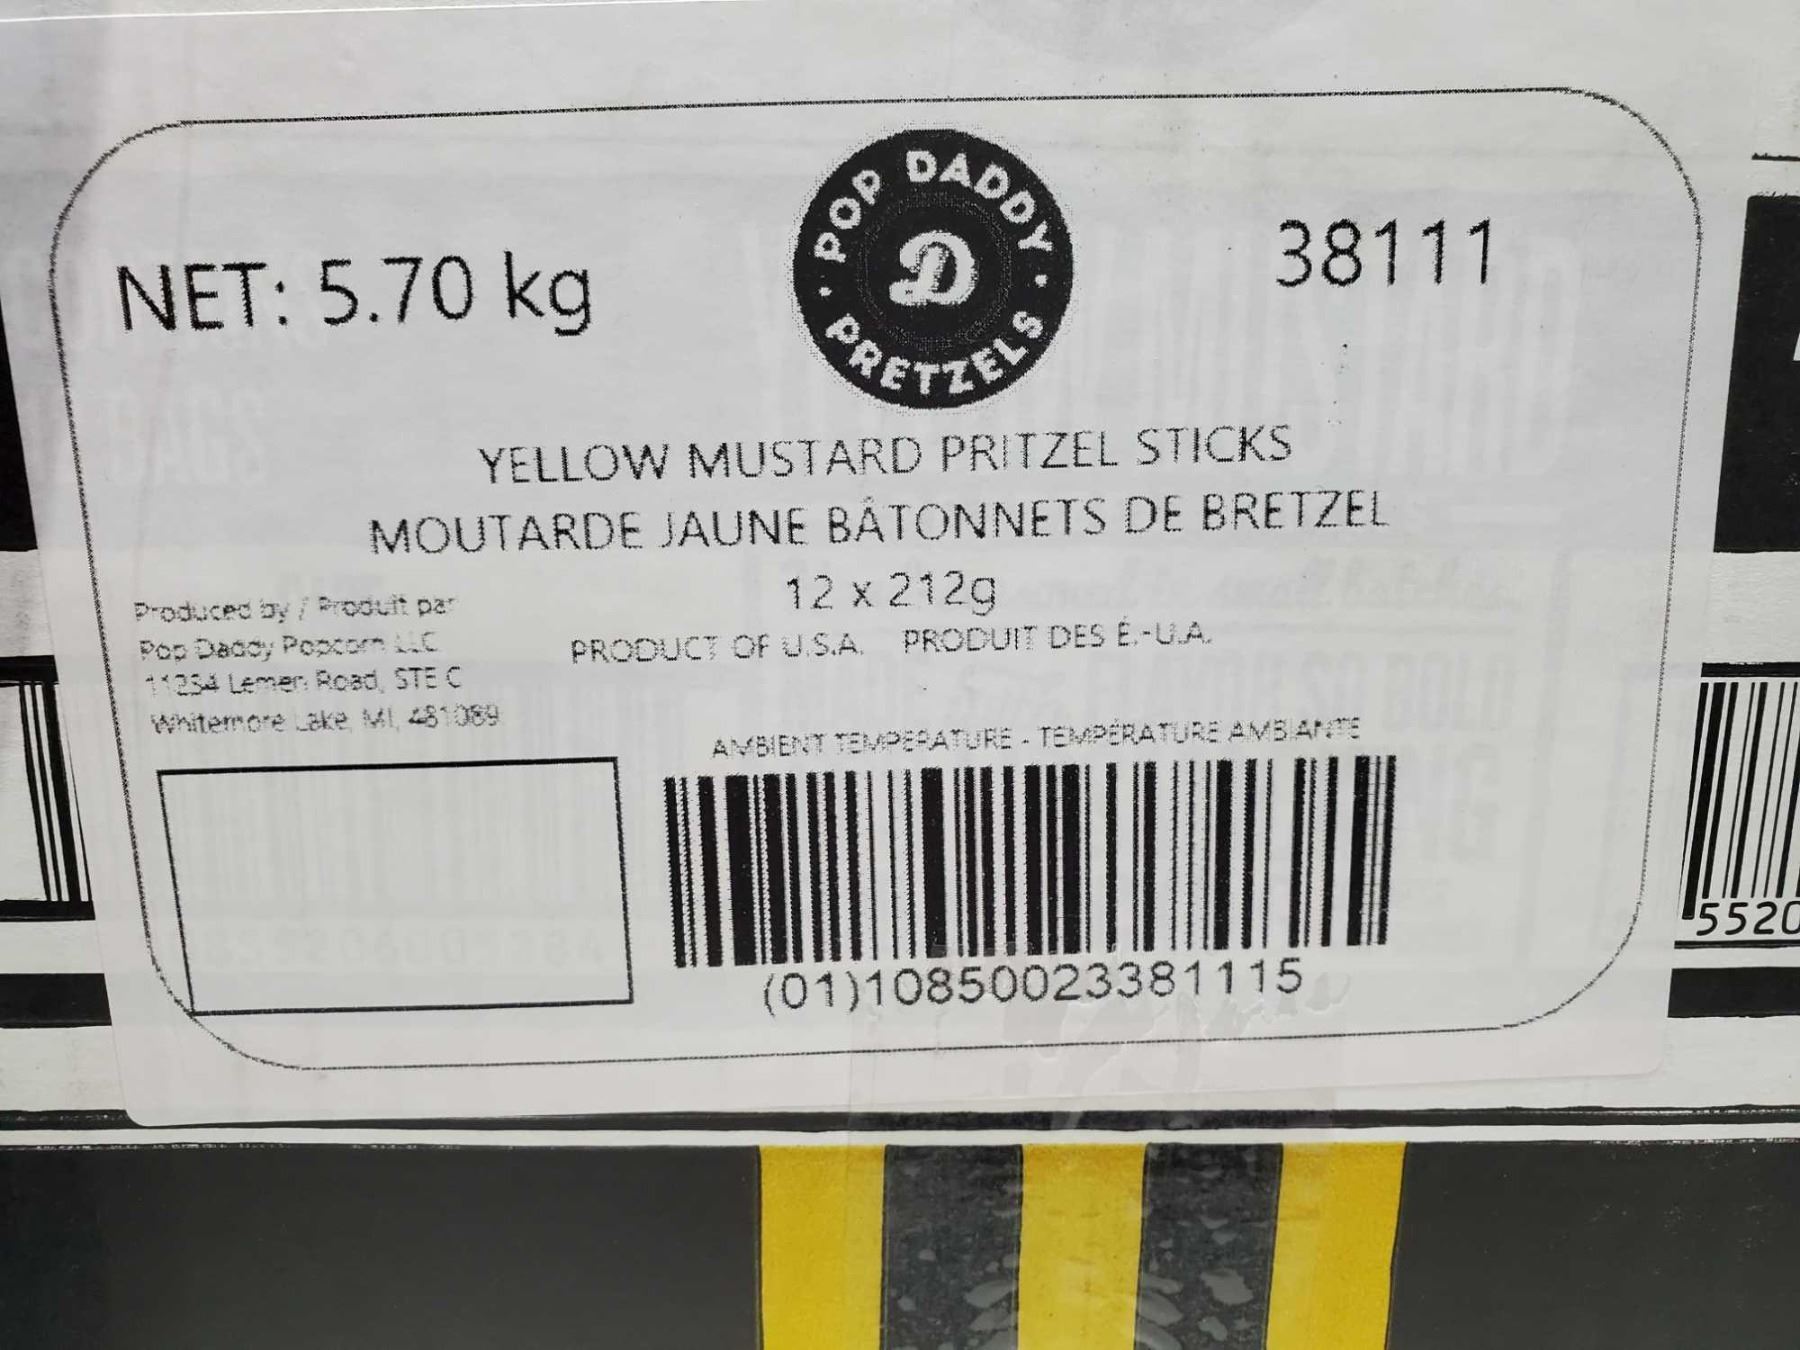 POP DADDY
D
PRETZELS
NET: 5.70 kg
38111
YELLOW MUSTARD PRITZEL STICKS
MOUTARDE JAUNE BÂTONNETS DE BRETZEL
12 x 212g
Produced by / Produit par
Pop Daddy Popcorn LLC
11234 Lemen Road, STE C
Whitemore Lake, MI, 481089
PRODUCT OF U.S.A. PRODUIT DES É.-U.A.
AMBIENT TEMPERATURE - TEMPÉRATURE AMBIANTE
(01)10850023381115
5520